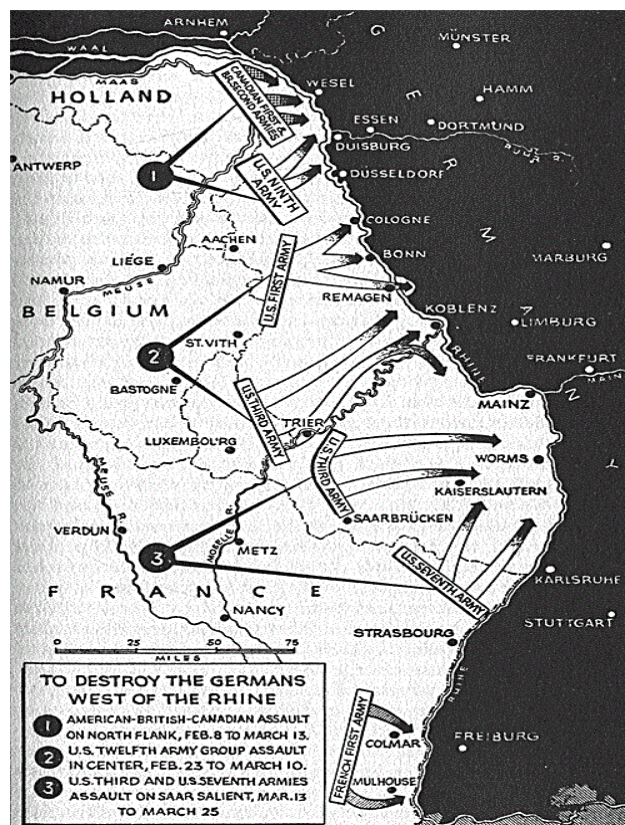 ARNHEM
WAAL
MAAS
HOLLAND
MÜNSTER
G E R M A N Y
CANADIAN FIRST &
BR. SECOND ARMIES
WESEL
HAMM
ESSEN
DORTMUND
DUISBURG
RUHR R.
ANTWERP
1
U.S. NINTH
ARMY
DÜSSELDORF
COLOGNE
AACHEN
LIEGE
BONN
MARBURG
NAMUR
MEUSE
U.S. FIRST ARMY
REMAGEN
BELGIUM
KOBLENZ
LIMBURG
ST. VITH
2
RHINE
FRANKFURT
MAIN
BASTOGNE
U.S. THIRD ARMY
MAINZ
TRIER
LUXEMBOURG
U.S. THIRD ARMY
WORMS
MEUSE R.
KAISERSLAUTERN
SAARBRÜCKEN
VERDUN
MOSELLE R.
METZ
3
U.S. SEVENTH ARMY
KARLSRUHE
FRANCE
NANCY
STUTTGART
STRASBOURG
0 25 50 75
MILES
RHINE
TO DESTROY THE GERMANS
WEST OF THE RHINE
1 AMERICAN-BRITISH-CANADIAN ASSAULT
ON NORTH FLANK, FEB. 8 TO MARCH 13.
2 U.S. TWELFTH ARMY GROUP ASSAULT
IN CENTER, FEB. 23 TO MARCH 10.
3 U.S. THIRD AND U.S. SEVENTH ARMIES
ASSAULT ON SAAR SALIENT, MAR. 13
TO MARCH 25
FRENCH FIRST ARMY
COLMAR
FREIBURG
MULHOUSE